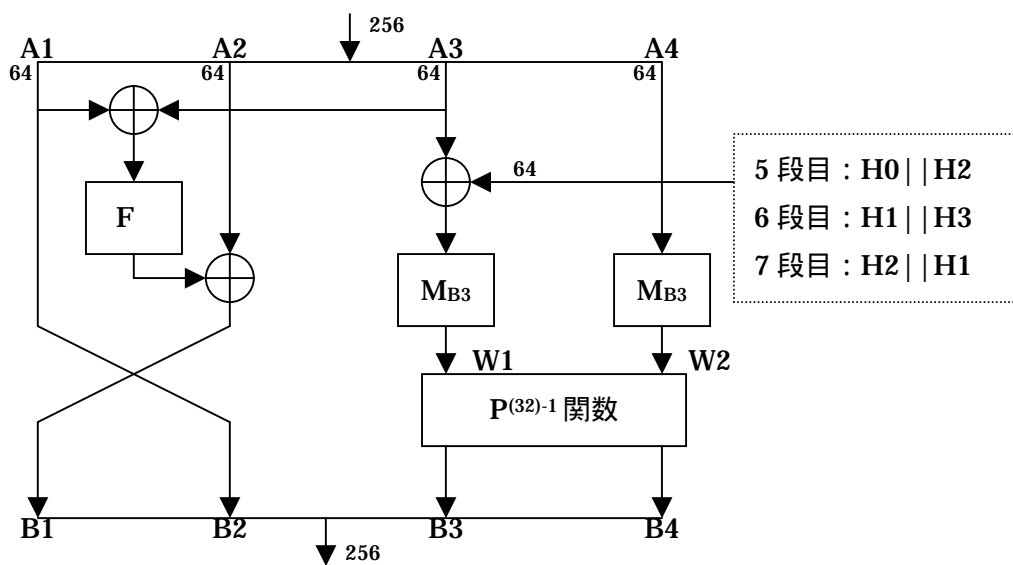 256
A1 A2 A3 A4
64 64 64 64
64
5 段目：H0||H2
6 段目：H1||H3
7 段目：H2||H1
F
MB3 MB3
W1 W2
P(32)-1 関数
B1 B2 B3 B4
256